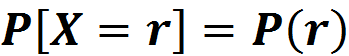 P[X = r] = P(r)